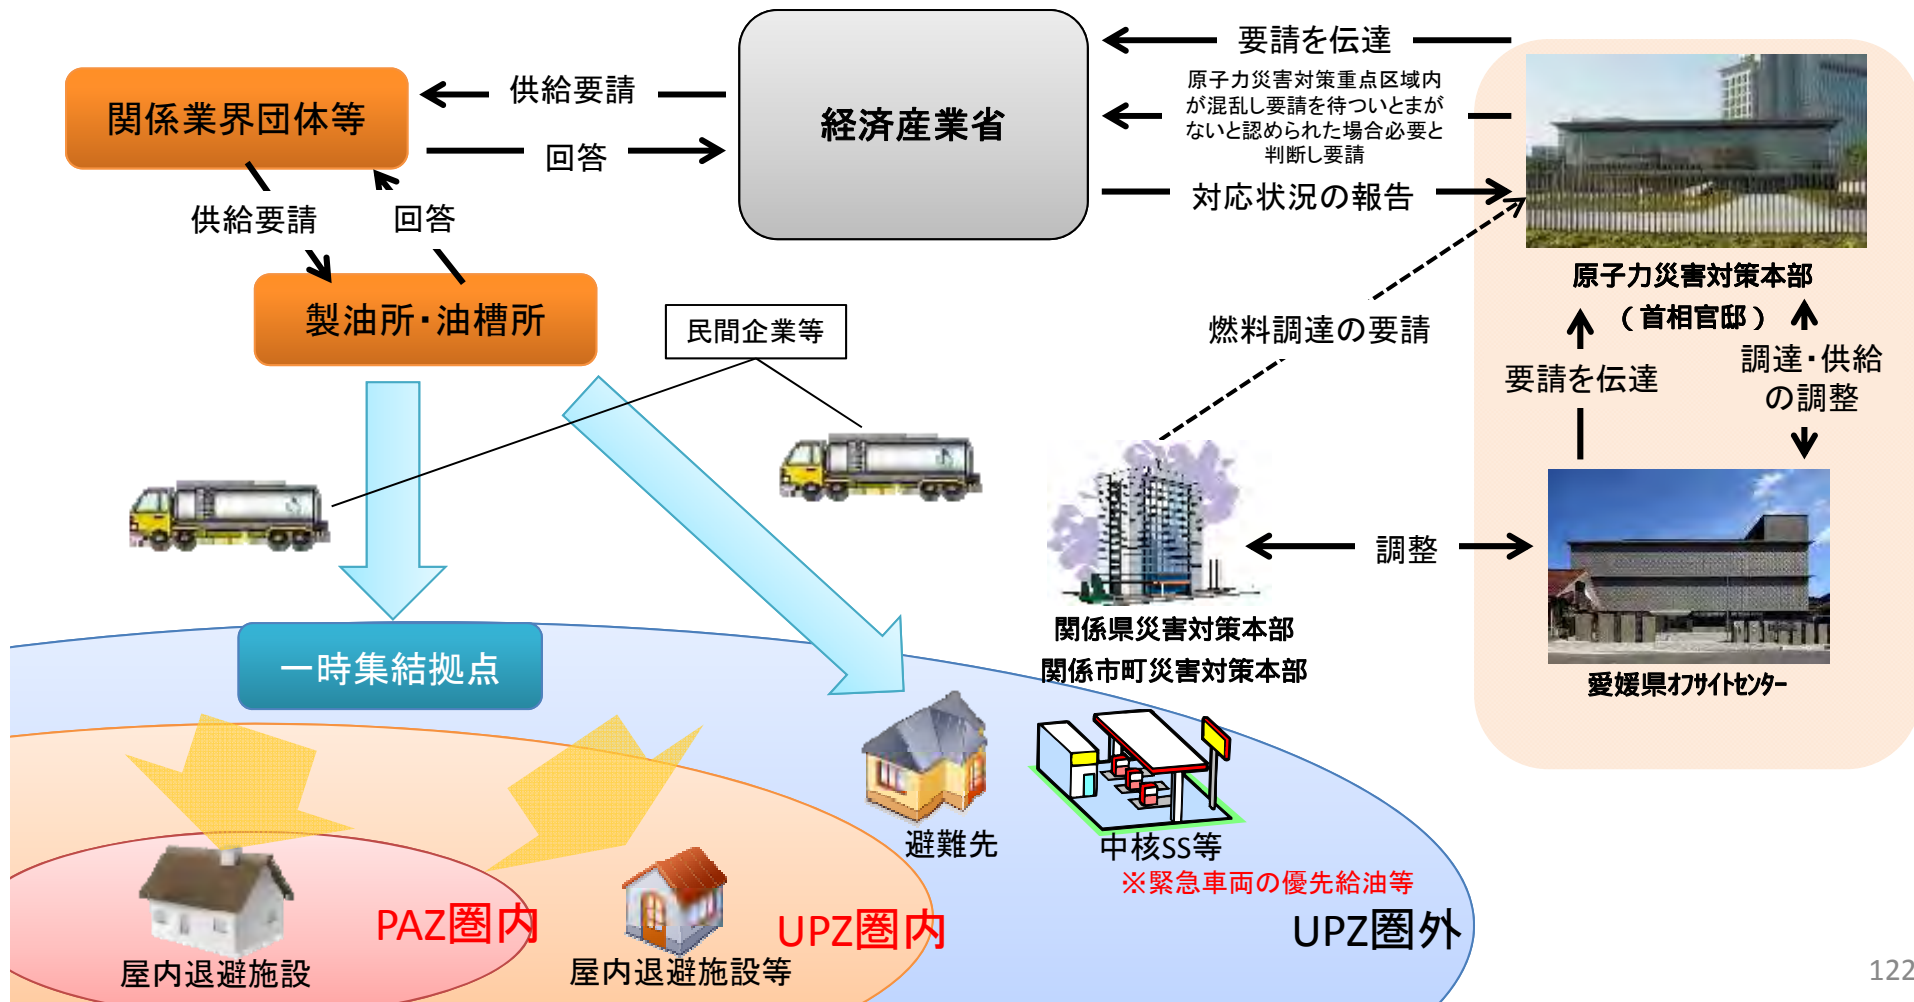 要請を伝達
原子力災害対策重点区域内
が混乱し要請を待ついとまが
ないと認められた場合必要と
判断し要請
対応状況の報告
経済産業省
供給要請
回答
関係業界団体等
供給要請
回答
製油所・油槽所
民間企業等
燃料調達の要請
原子力災害対策本部
（首相官邸）
要請を伝達
調達・供給
の調整
調整
関係県災害対策本部
関係市町災害対策本部
愛媛県オフサイトセンター
一時集結拠点
避難先
中核SS等
※緊急車両の優先給油等
PAZ圏内
UPZ圏内
UPZ圏外
屋内退避施設
屋内退避施設等
122